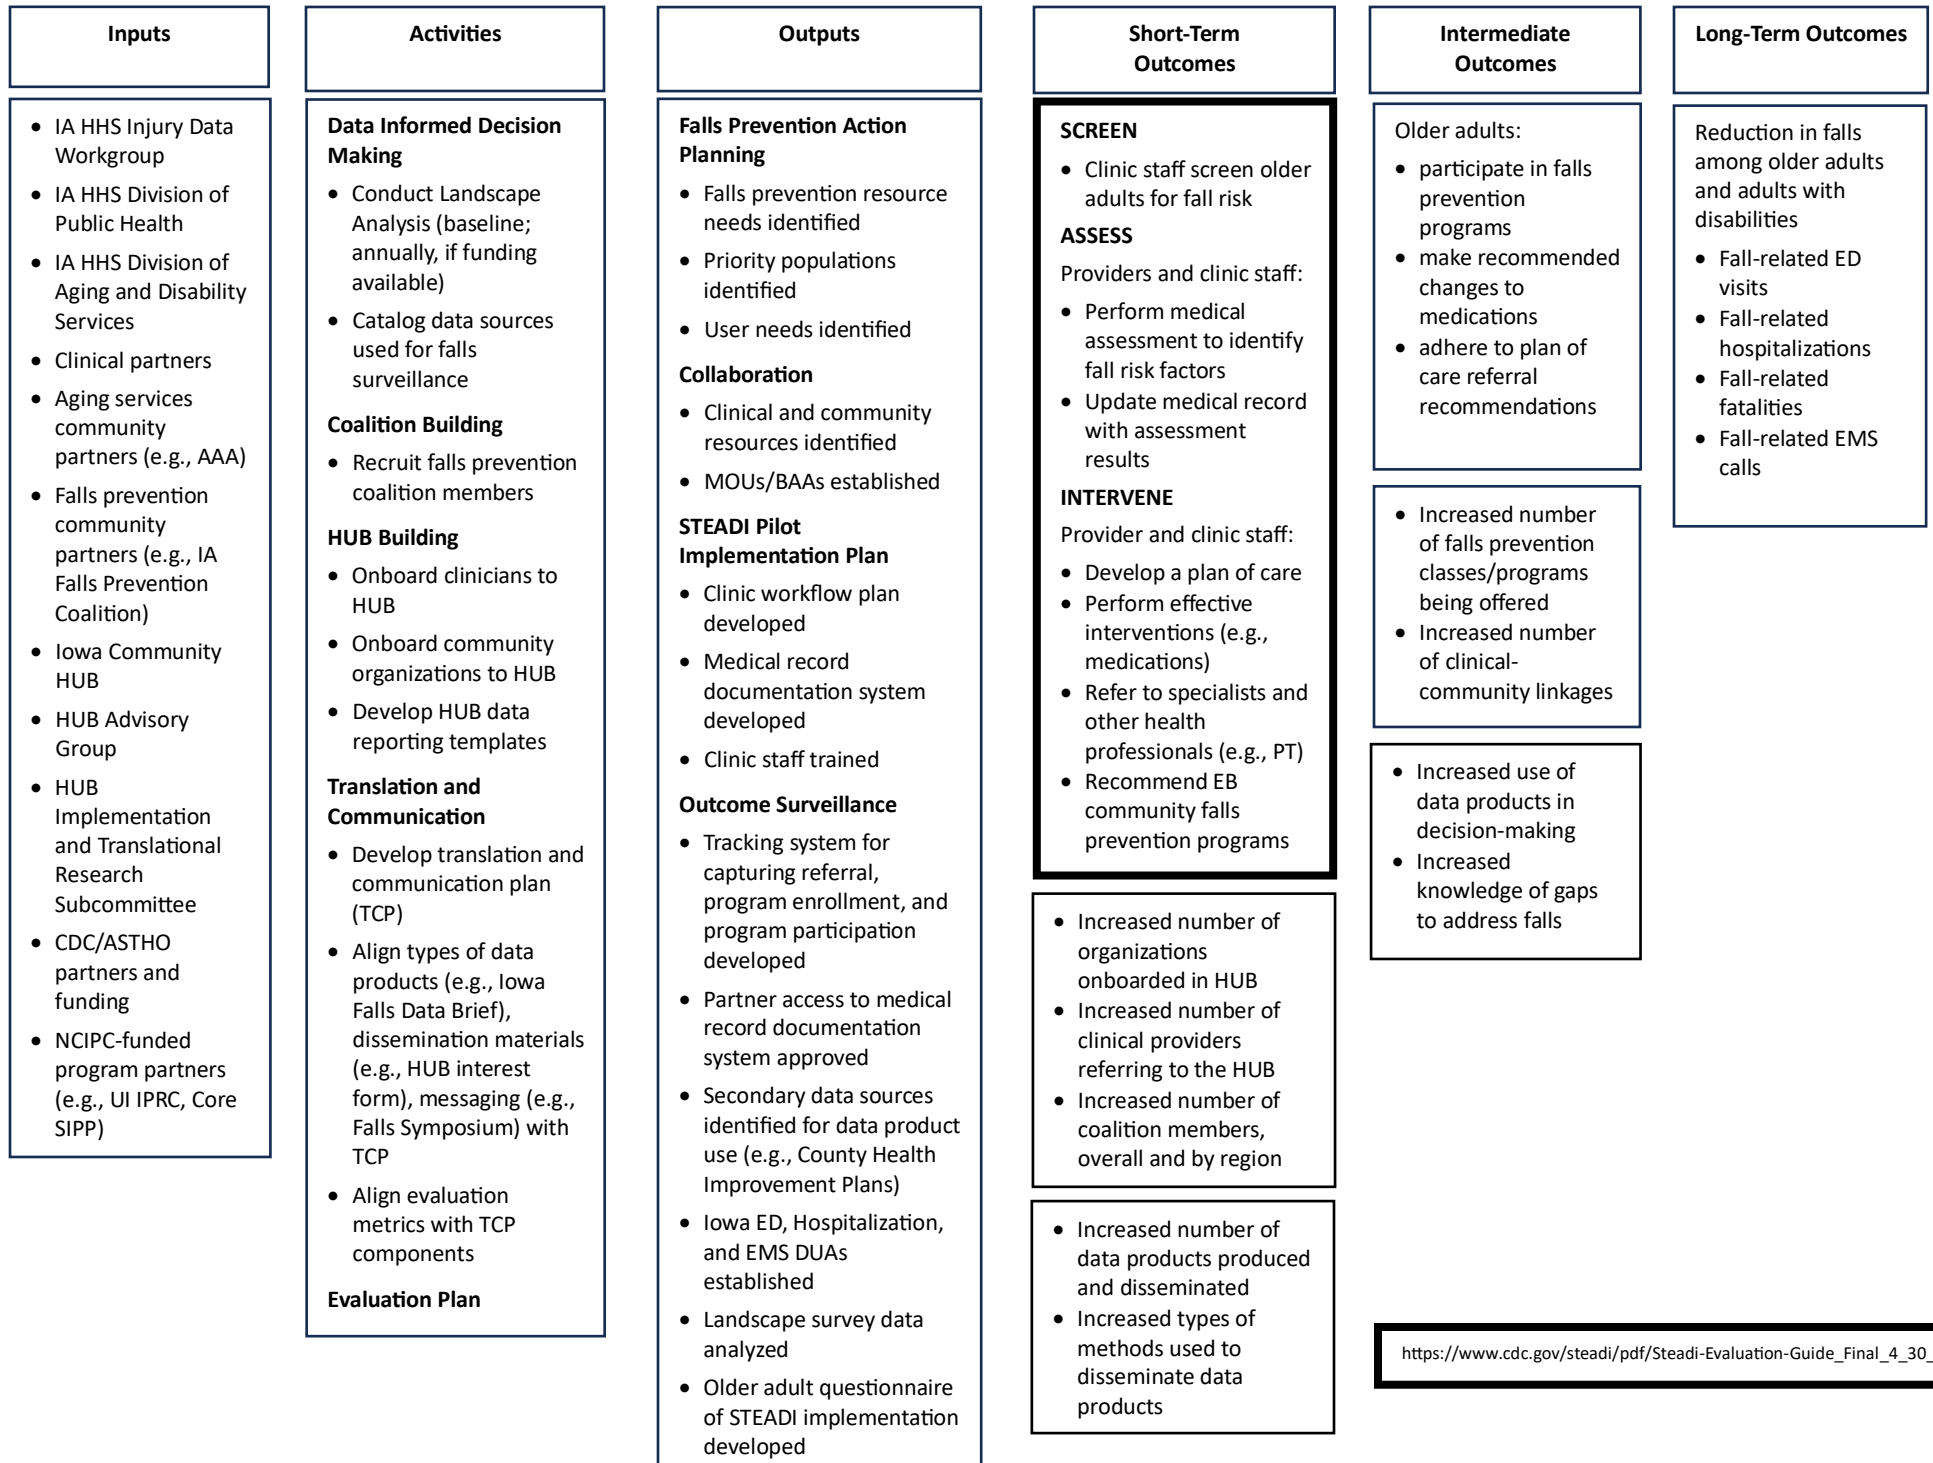 Inputs
IA HHS Injury Data
Workgroup
IA HHS Division of
Public Health
IA HHS Division of
Aging and Disability
Services
Clinical partners
Aging services
community
partners (e.g., AAA)
Falls prevention
community
partners (e.g., IA
Falls Prevention
Coalition)
Iowa Community
HUB
HUB Advisory
Group
HUB
Implementation
and Translational
Research
Subcommittee
CDC/ASTHO
partners and
funding
NCIPC-funded
program partners
(e.g., UI IPRC, Core
SIPP)
Activities
Data Informed Decision
Making
Conduct Landscape
Analysis (baseline;
annually, if funding
available)
Catalog data sources
used for falls
surveillance
Coalition Building
Recruit falls prevention
coalition members
HUB Building
Onboard clinicians to
HUB
Onboard community
organizations to HUB
Develop HUB data
reporting templates
Translation and
Communication
Develop translation and
communication plan
(TCP)
Align types of data
products (e.g., Iowa
Falls Data Brief),
dissemination materials
(e.g., HUB interest
form), messaging (e.g.,
Falls Symposium) with
TCP
Align evaluation
metrics with TCP
components
Evaluation Plan
Outputs
Falls Prevention Action
Planning
Falls prevention resource
needs identified
Priority populations
identified
User needs identified
Collaboration
Clinical and community
resources identified
MOUs/BAAs established
STEADI Pilot
Implementation Plan
Clinic workflow plan
developed
Medical record
documentation system
developed
Clinic staff trained
Outcome Surveillance
Tracking system for
capturing referral,
program enrollment, and
program participation
developed
Partner access to medical
record documentation
system approved
Secondary data sources
identified for data product
use (e.g., County Health
Improvement Plans)
Iowa ED, Hospitalization,
and EMS DUAs
established
Landscape survey data
analyzed
Older adult questionnaire
of STEADI implementation
developed
Short-Term
Outcomes
SCREEN
Clinic staff screen older
adults for fall risk
ASSESS
Providers and clinic staff:
Perform medical
assessment to identify
fall risk factors
Update medical record
with assessment
results
INTERVENE
Provider and clinic staff:
Develop a plan of care
Perform effective
interventions (e.g.,
medications)
Refer to specialists and
other health
professionals (e.g., PT)
Recommend EB
community falls
prevention programs
Increased number of
organizations
onboarded in HUB
Increased number of
clinical providers
referring to the HUB
Increased number of
coalition members,
overall and by region
Increased number of
data products produced
and disseminated
Increased types of
methods used to
disseminate data
products
Intermediate
Outcomes
Older adults:
participate in falls
prevention
programs
make recommended
changes to
medications
adhere to plan of
care referral
recommendations
Increased number
of falls prevention
classes/programs
being offered
Increased number
of clinical-
community linkages
Increased use of
data products in
decision-making
Increased
knowledge of gaps
to address falls
Long-Term Outcomes
Reduction in falls
among older adults
and adults with
disabilities
Fall-related ED
visits
Fall-related
hospitalizations
Fall-related
fatalities
Fall-related EMS
calls
https://www.cdc.gov/steadi/pdf/Steadi-Evaluation-Guide_Final_4_30_